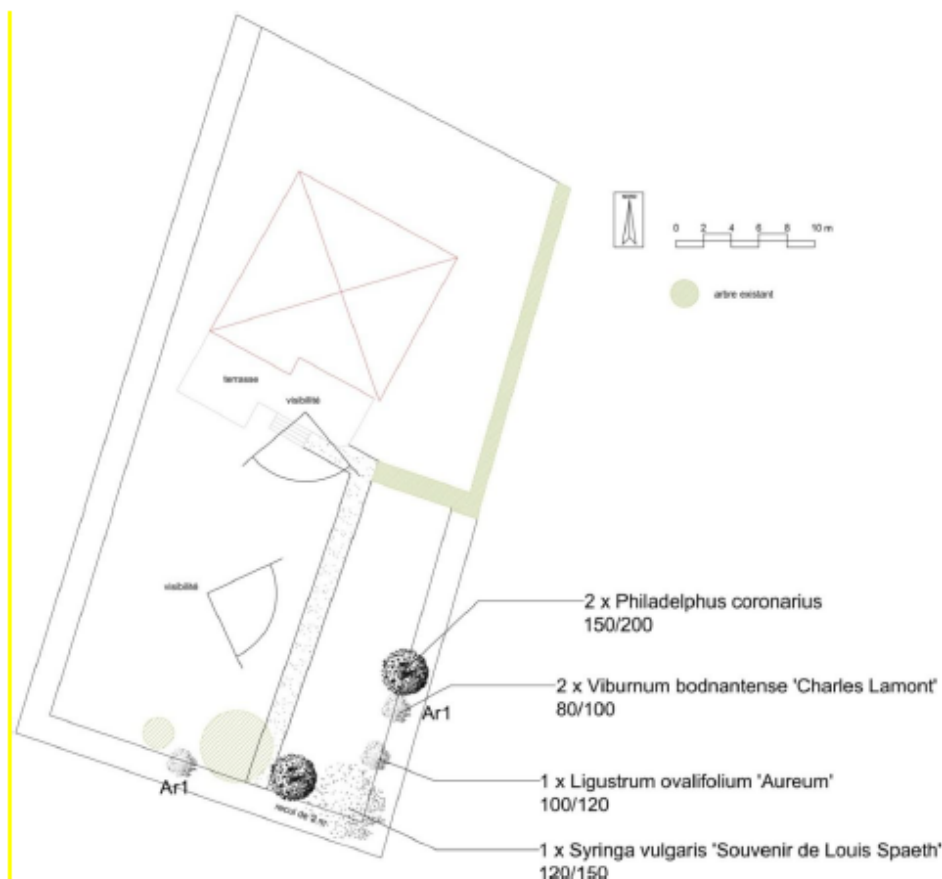 0 2 4 6 8 10 m
arbre existant
terrasse
visibilité
visibilité
2 x Philadelphus coronarius
150/200
2 x Viburnum bodnantense 'Charles Lamont'
80/100
Ar1
1 x Ligustrum ovalifolium 'Aureum'
100/120
Ar1
recul de 2 m
1 x Syringa vulgaris 'Souvenir de Louis Spaeth'
120/150